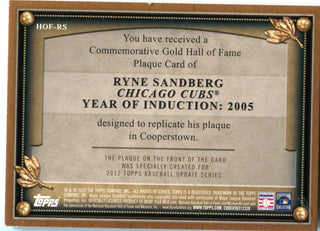 HOF-RS
You have received a
Commemorative Gold Hall of Fame
Plaque Card of
RYNE SANDBERG
CHICAGO CUBS®
YEAR OF INDUCTION: 2005
designed to replicate his plaque
in Cooperstown.
THE PLAQUE ON THE FRONT OF THE CARD
WAS SPECIALLY CREATED FOR
2012 TOPPS BASEBALL UPDATE SERIES
TOPPS